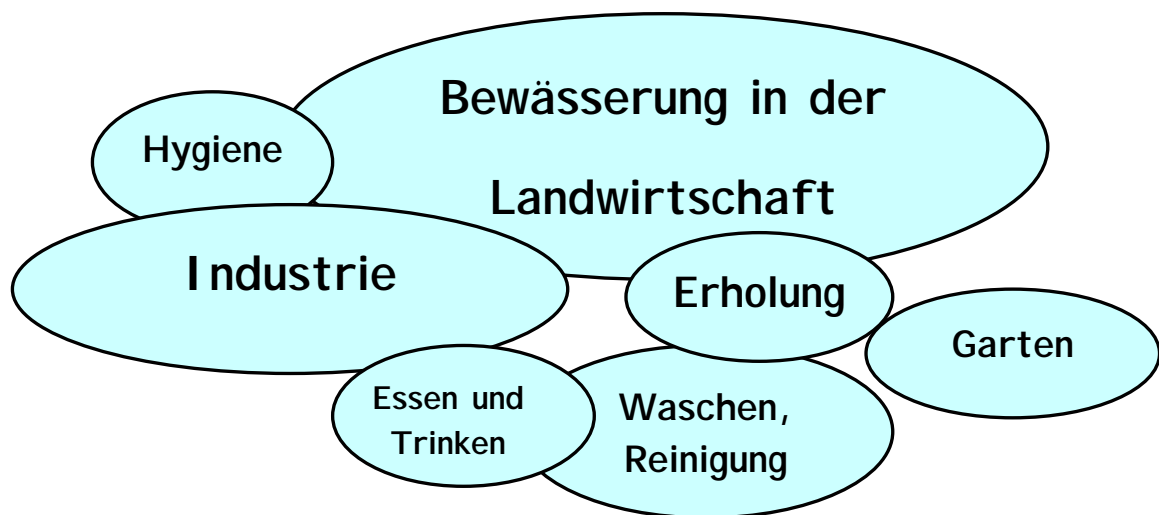 Bewässerung in der
Landwirtschaft
Hygiene
Industrie
Erholung
Garten
Essen und
Trinken
Waschen,
Reinigung